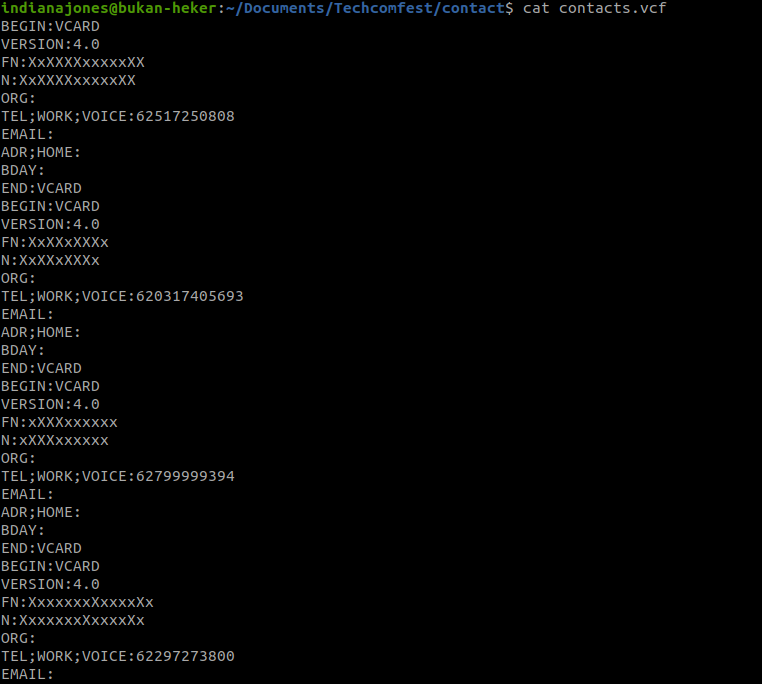 indianajones@bukan-heker:~/Documents/Techcomfest/contact$ cat contacts.vcf
BEGIN:VCARD
VERSION:4.0
FN:XxXXXXxxxxxXX
N:XxXXXXxxxxxXX
ORG:
TEL;WORK;VOICE:62517250808
EMAIL:
ADR;HOME:
BDAY:
END:VCARD
BEGIN:VCARD
VERSION:4.0
FN:XxXXxXXXx
N:XxXXxXXXx
ORG:
TEL;WORK;VOICE:620317405693
EMAIL:
ADR;HOME:
BDAY:
END:VCARD
BEGIN:VCARD
VERSION:4.0
FN:xXXXxxxxxx
N:xXXXxxxxxx
ORG:
TEL;WORK;VOICE:62799999394
EMAIL:
ADR;HOME:
BDAY:
END:VCARD
BEGIN:VCARD
VERSION:4.0
FN:XxxxxxxXxxxxXx
N:XxxxxxxXxxxxXx
ORG:
TEL;WORK;VOICE:62297273800
EMAIL: